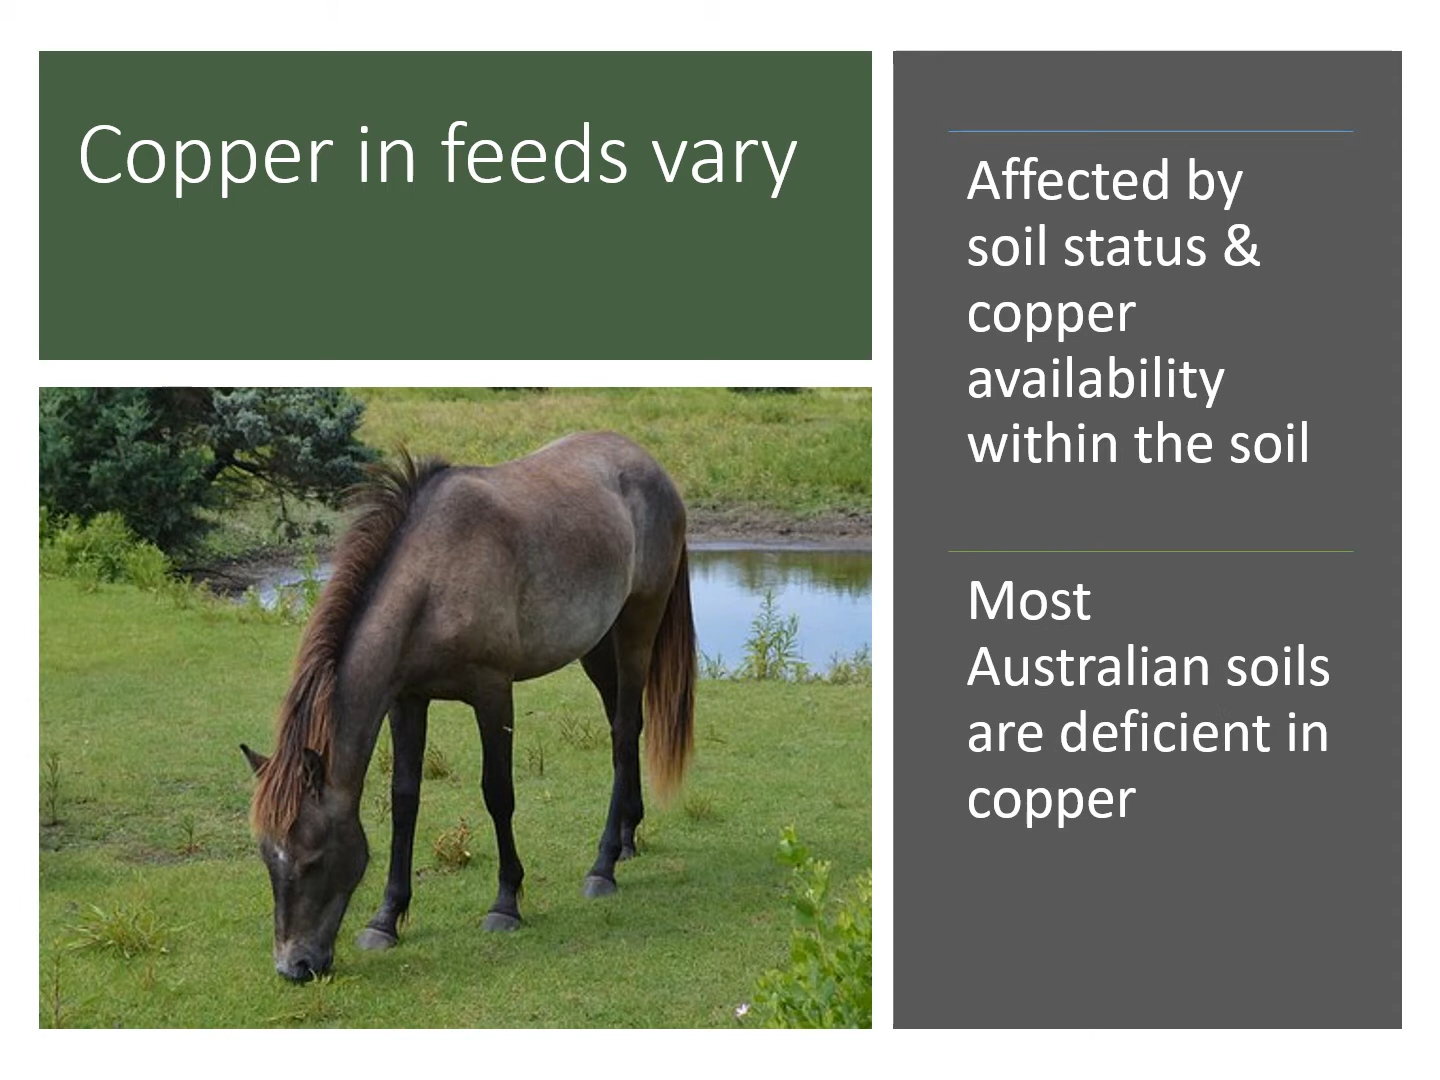 Copper in feeds vary
Affected by
soil status &
copper
availability
within the soil
Most
Australian soils
are deficient in
copper